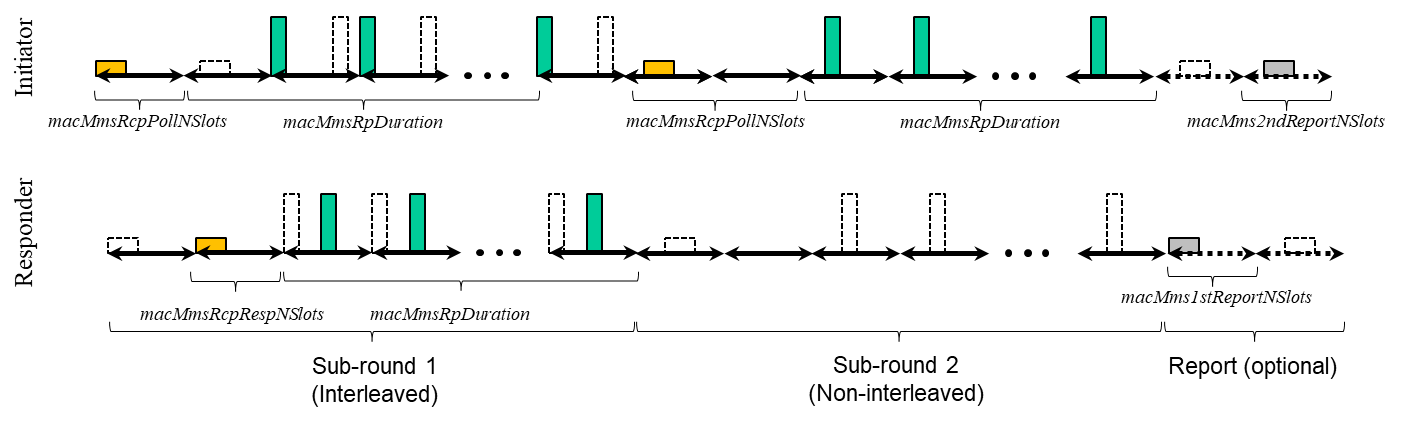 Initiator
macMmsRcpPollNSlots
macMmsRpDuration
macMmsRcpPollNSlots
macMmsRpDuration
macMms2ndReportNSlots
Responder
macMmsRcpRespNSlots
macMmsRpDuration
macMms1stReportNSlots
Sub-round 1
(Interleaved)
Sub-round 2
(Non-interleaved)
Report (optional)